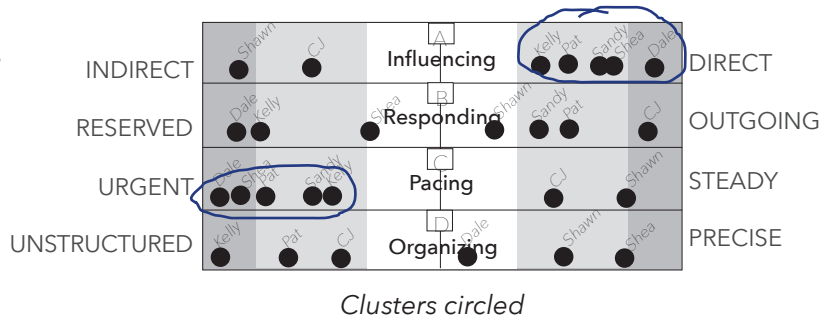 A
Shawn CJ Kelly Pat Sandy Shea Dale
INDIRECT Influencing DIRECT
B
Dale Kelly Shea Shawn Sandy Pat CJ
RESERVED Responding OUTGOING
C
Dale Shea Pat Sandy Kelly CJ Shawn
URGENT Pacing STEADY
D
Kelly Pat CJ Dale Shawn Shea
UNSTRUCTURED Organizing PRECISE
Clusters circled